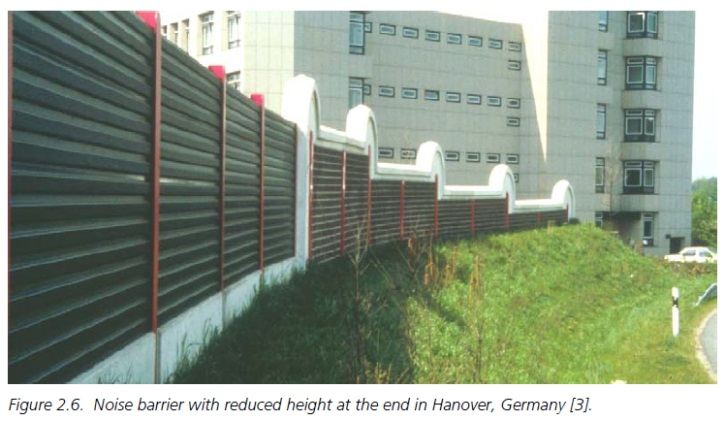 Figure 2.6. Noise barrier with reduced height at the end in Hanover, Germany [3].